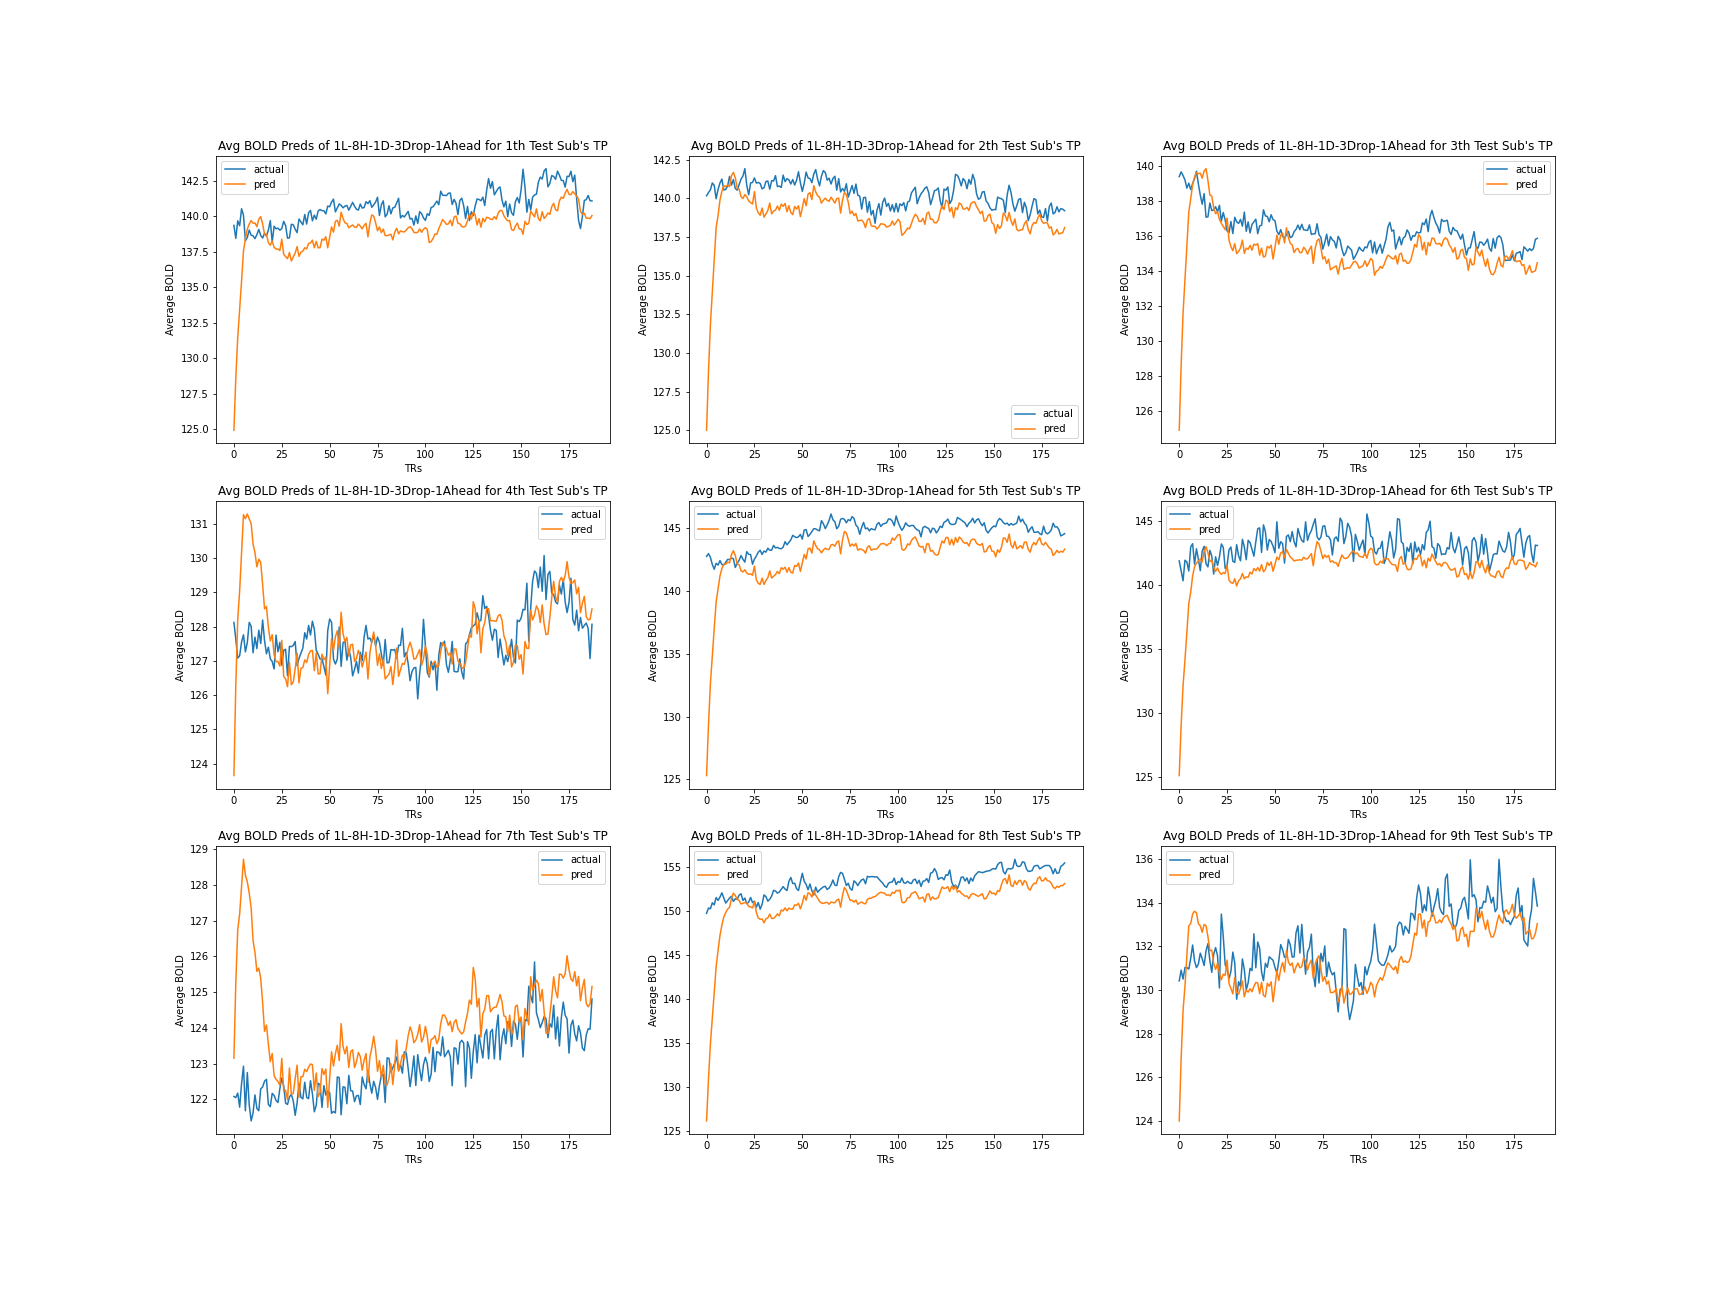 Avg BOLD Preds of 1L-8H-1D-3Drop-1Ahead for 1th Test Sub's TP
actual
pred
142.5
140.0
137.5
135.0
132.5
130.0
127.5
125.0
Average BOLD
0 25 50 75 100 125 150 175
TRs
Avg BOLD Preds of 1L-8H-1D-3Drop-1Ahead for 2th Test Sub's TP
142.5
140.0
137.5
135.0
132.5
130.0
127.5
125.0
Average BOLD
actual
pred
0 25 50 75 100 125 150 175
TRs
Avg BOLD Preds of 1L-8H-1D-3Drop-1Ahead for 3th Test Sub's TP
actual
pred
140
138
136
134
132
130
128
126
Average BOLD
0 25 50 75 100 125 150 175
TRs
Avg BOLD Preds of 1L-8H-1D-3Drop-1Ahead for 4th Test Sub's TP
actual
pred
131
130
129
128
127
126
125
124
Average BOLD
0 25 50 75 100 125 150 175
TRs
Avg BOLD Preds of 1L-8H-1D-3Drop-1Ahead for 5th Test Sub's TP
actual
pred
145
140
135
130
125
Average BOLD
0 25 50 75 100 125 150 175
TRs
Avg BOLD Preds of 1L-8H-1D-3Drop-1Ahead for 6th Test Sub's TP
actual
pred
145
140
135
130
125
Average BOLD
0 25 50 75 100 125 150 175
TRs
Avg BOLD Preds of 1L-8H-1D-3Drop-1Ahead for 7th Test Sub's TP
actual
pred
129
128
127
126
125
124
123
122
Average BOLD
0 25 50 75 100 125 150 175
TRs
Avg BOLD Preds of 1L-8H-1D-3Drop-1Ahead for 8th Test Sub's TP
actual
pred
155
150
145
140
135
130
125
Average BOLD
0 25 50 75 100 125 150 175
TRs
Avg BOLD Preds of 1L-8H-1D-3Drop-1Ahead for 9th Test Sub's TP
actual
pred
136
134
132
130
128
126
124
Average BOLD
0 25 50 75 100 125 150 175
TRs